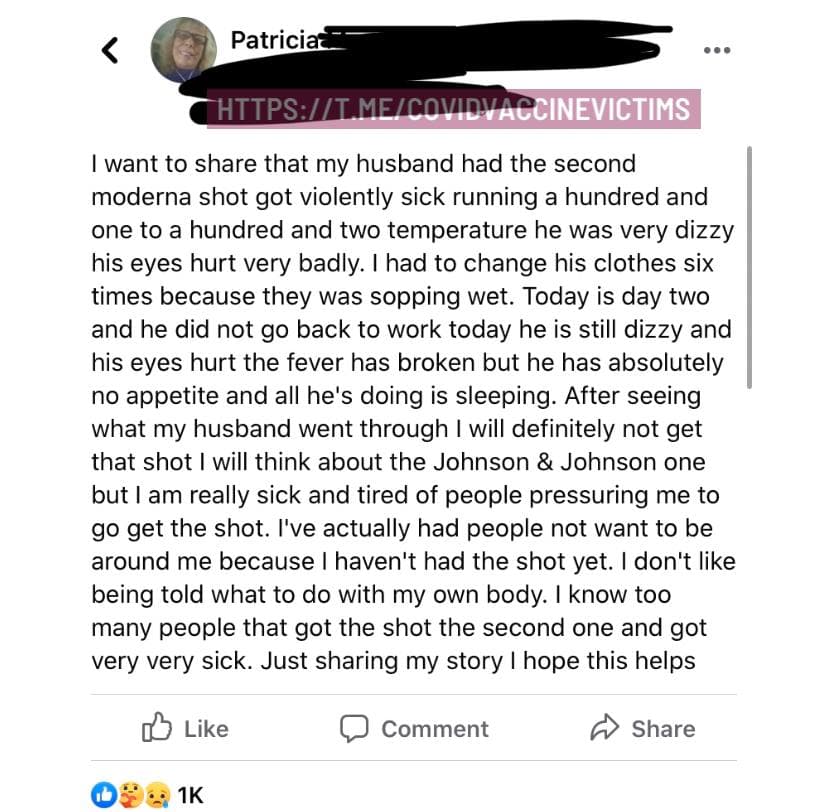 Patricia
HTTPS://T.ME/COVIDVACCINEVICTIMS
I want to share that my husband had the second
moderna shot got violently sick running a hundred and
one to a hundred and two temperature he was very dizzy
his eyes hurt very badly. I had to change his clothes six
times because they was sopping wet. Today is day two
and he did not go back to work today he is still dizzy and
his eyes hurt the fever has broken but he has absolutely
no appetite and all he's doing is sleeping. After seeing
what my husband went through I will definitely not get
that shot I will think about the Johnson & Johnson one
but I am really sick and tired of people pressuring me to
go get the shot. I've actually had people not want to be
around me because I haven't had the shot yet. I don't like
being told what to do with my own body. I know too
many people that got the shot the second one and got
very very sick. Just sharing my story I hope this helps
Like Comment Share
1K